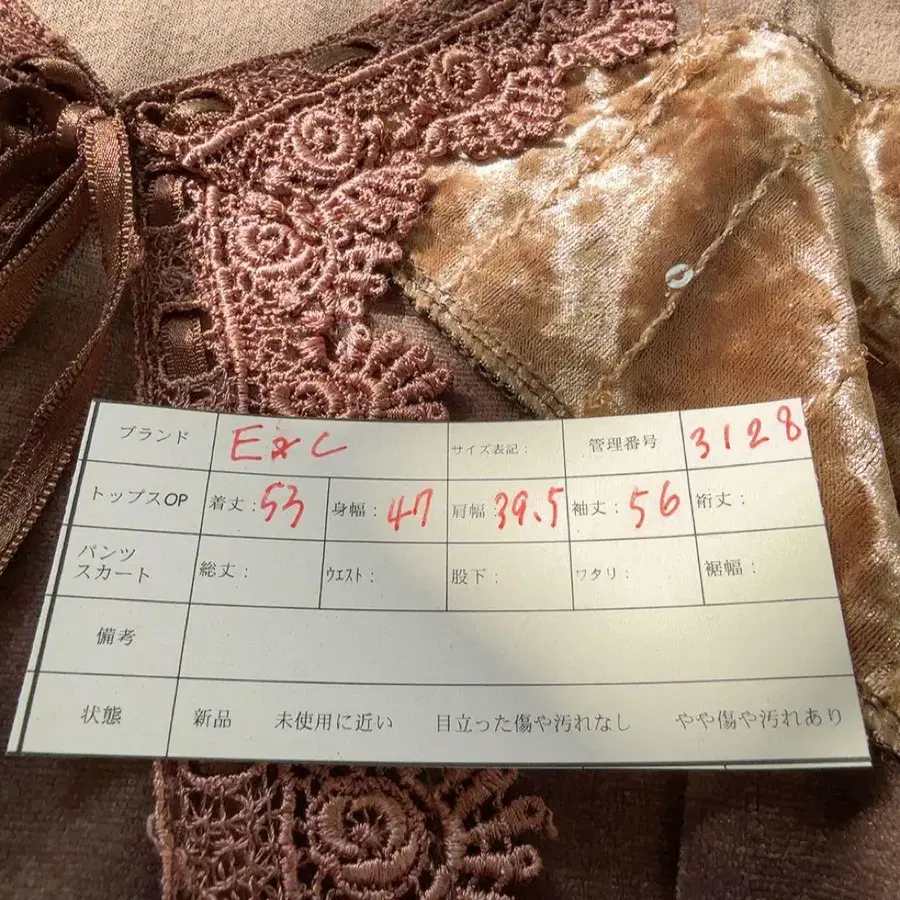 ブランド E&C サイズ表記: 管理番号 3128
トップスOP 着丈:53 身幅:47 肩幅:39.5 袖丈:56 裄丈:
パンツ
スカート 総丈: ウエスト: 股下: ワタリ: 裾幅:
備考
状態 新品 未使用に近い 目立った傷や汚れなし やや傷や汚れあり